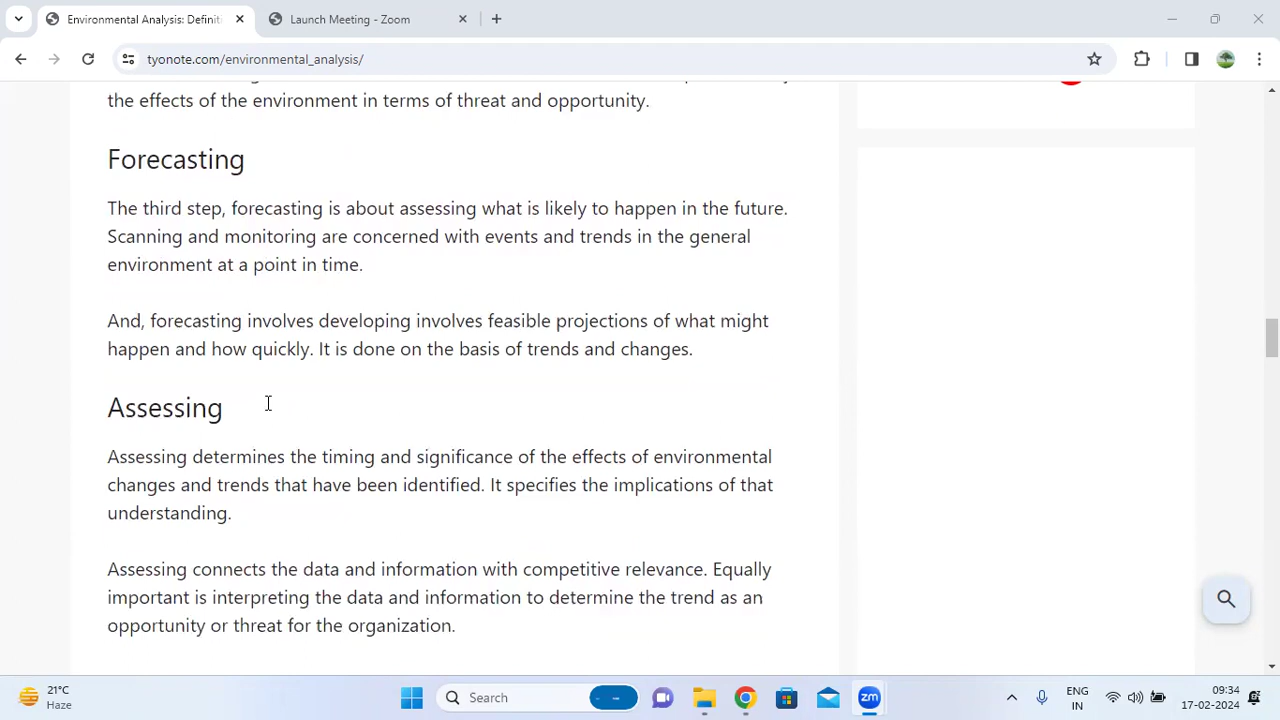 Environmental Analysis: Definiti
Launch Meeting - Zoom
tyonote.com/environmental_analysis/
the effects of the environment in terms of threat and opportunity.
Forecasting
The third step, forecasting is about assessing what is likely to happen in the future.
Scanning and monitoring are concerned with events and trends in the general
environment at a point in time.
And, forecasting involves developing involves feasible projections of what might
happen and how quickly. It is done on the basis of trends and changes.
Assessing
Assessing determines the timing and significance of the effects of environmental
changes and trends that have been identified. It specifies the implications of that
understanding.
Assessing connects the data and information with competitive relevance. Equally
important is interpreting the data and information to determine the trend as an
opportunity or threat for the organization.
21°C
Haze
Search
zm
ENG
IN
09:34
17-02-2024